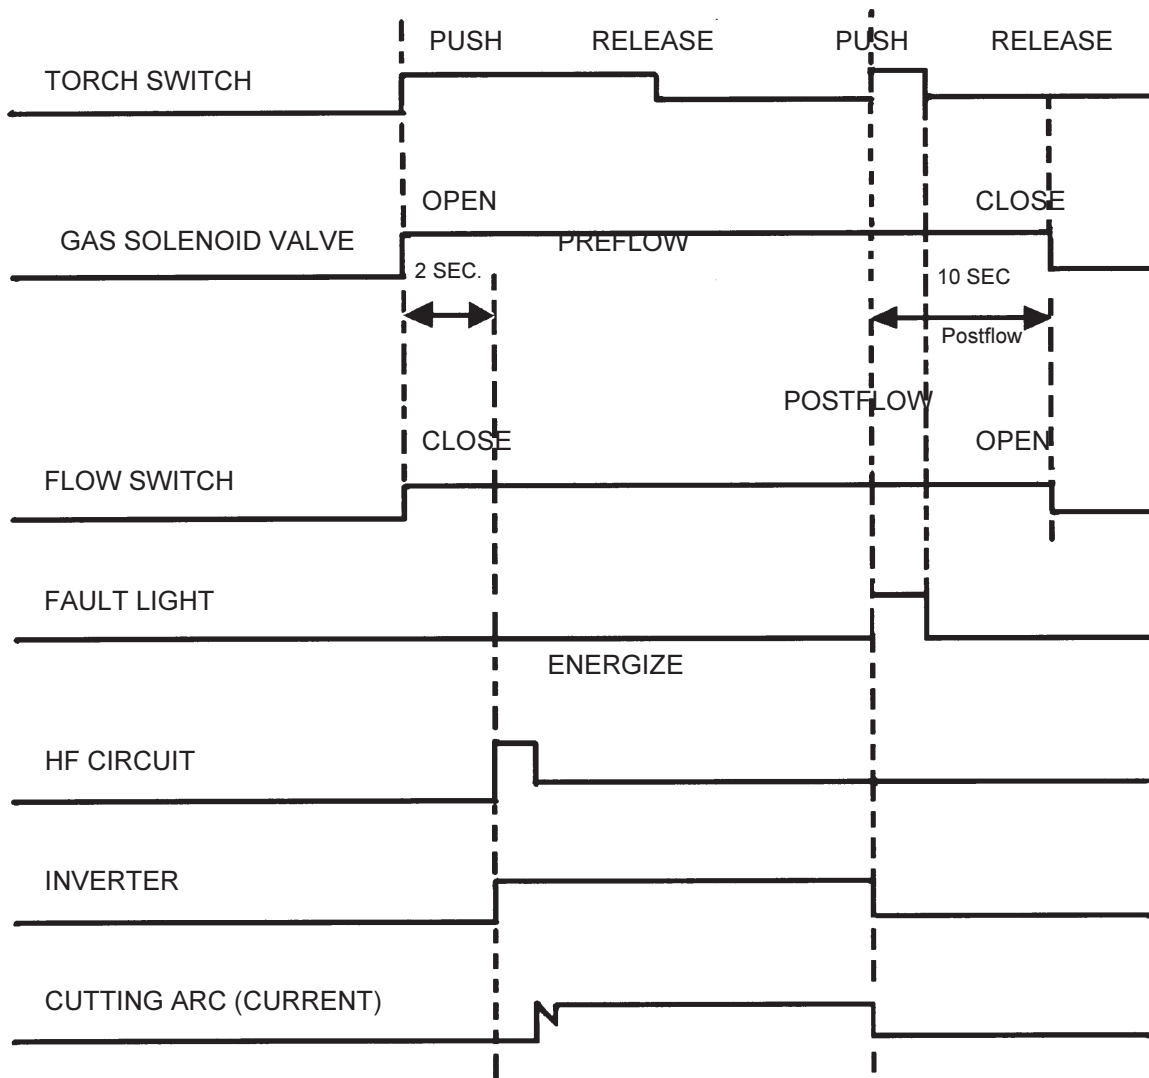 PUSH RELEASE PUSH RELEASE
TORCH SWITCH
OPEN CLOSE
GAS SOLENOID VALVE PREFLOW
2 SEC. 10 SEC
Postflow
POSTFLOW
CLOSE OPEN
FLOW SWITCH
FAULT LIGHT
ENERGIZE
HF CIRCUIT
INVERTER
CUTTING ARC (CURRENT)